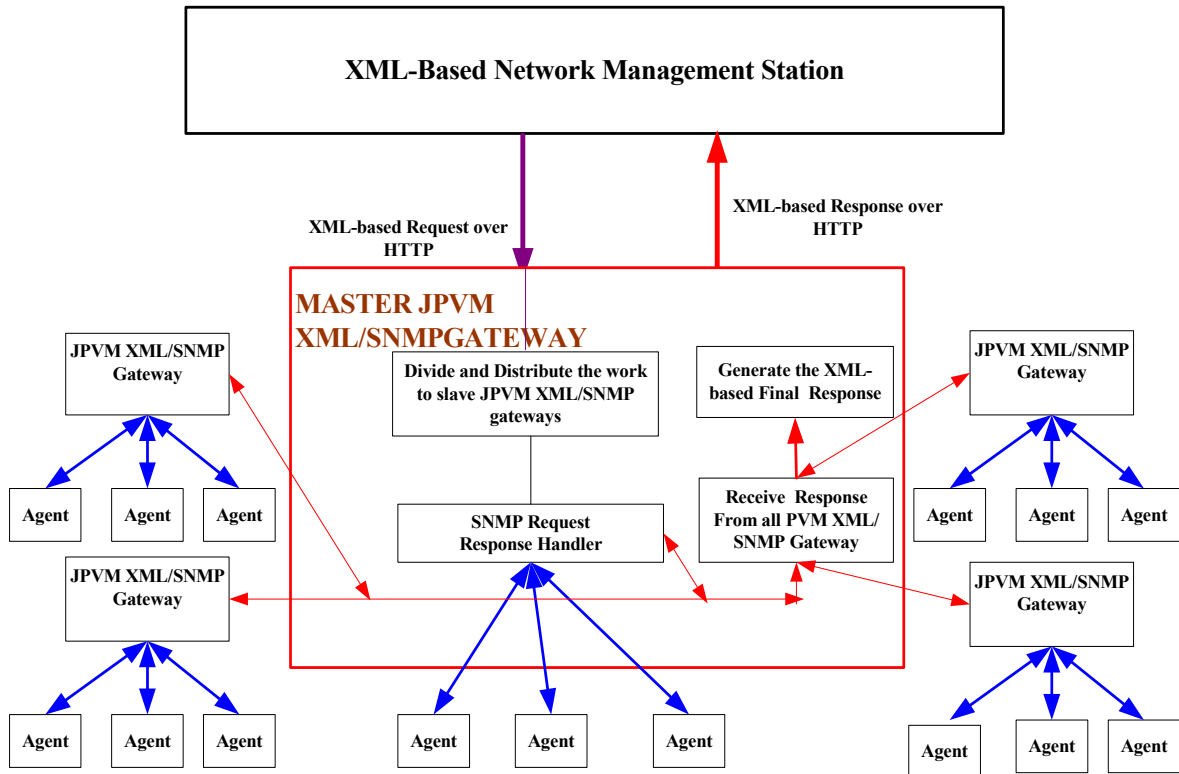 XML-Based Network Management Station
XML-based Request over
HTTP
XML-based Response over
HTTP
MASTER JPVM
XML/SNMPGATEWAY
JPVM XML/SNMP
Gateway
Divide and Distribute the work
to slave JPVM XML/SNMP
gateways
Generate the XML-
based Final Response
JPVM XML/SNMP
Gateway
Agent
Agent
Agent
SNMP Request
Response Handler
Receive Response
From all PVM XML/
SNMP Gateway
Agent
Agent
Agent
JPVM XML/SNMP
Gateway
JPVM XML/SNMP
Gateway
Agent
Agent
Agent
Agent
Agent
Agent
Agent
Agent
Agent